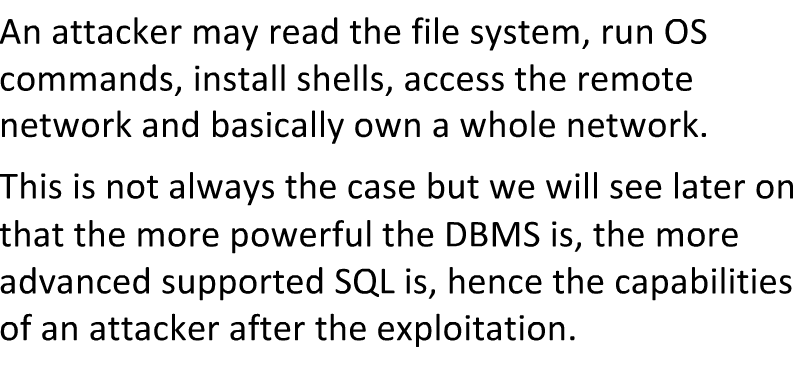 An attacker may read the file system, run OS
commands, install shells, access the remote
network and basically own a whole network.
This is not always the case but we will see later on
that the more powerful the DBMS is, the more
advanced supported SQL is, hence the capabilities
of an attacker after the exploitation.